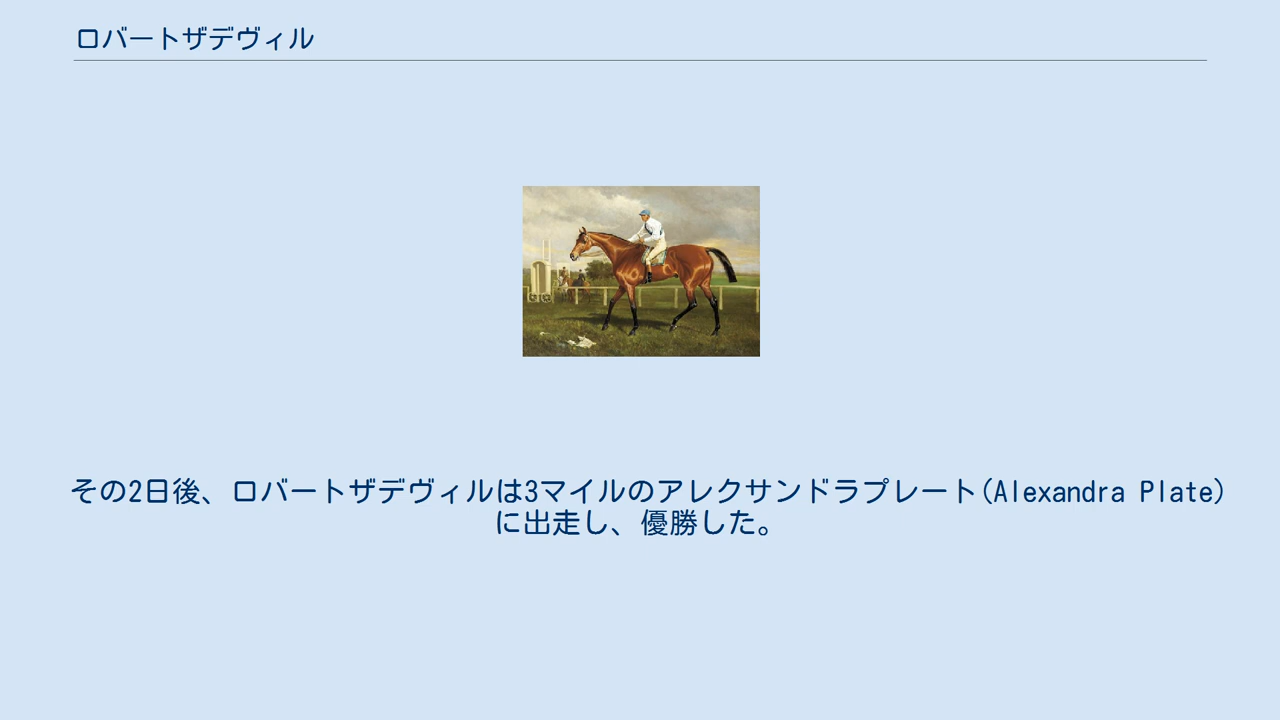 ロバートザデヴィル
その2日後、ロバートザデヴィルは3マイルのアレクサンドラプレート(Alexandra Plate)
に出走し、優勝した。